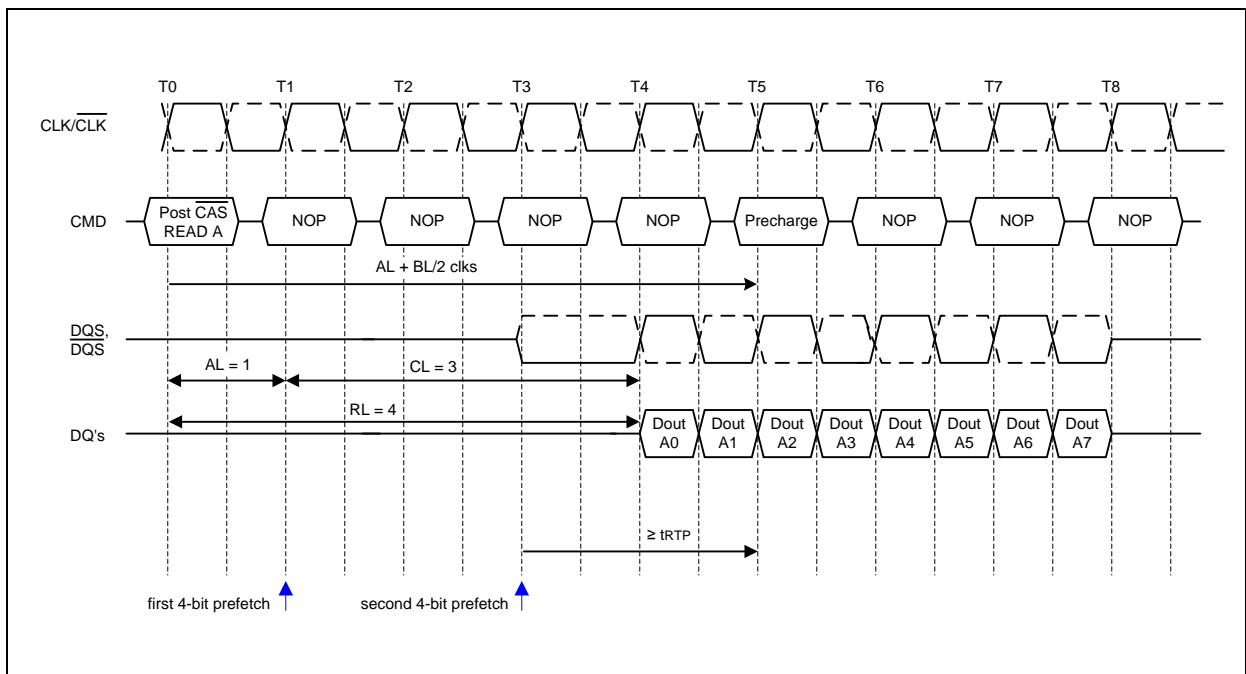 T0 T1 T2 T3 T4 T5 T6 T7 T8
CLK/CLK
CMD
Post CAS
READ A
NOP NOP NOP NOP Precharge NOP NOP NOP
AL + BL/2 clks
DQS,
DQS
AL = 1
CL = 3
RL = 4
DQ's
Dout
A0
Dout
A1
Dout
A2
Dout
A3
Dout
A4
Dout
A5
Dout
A6
Dout
A7
≥ tRTP
first 4-bit prefetch
second 4-bit prefetch